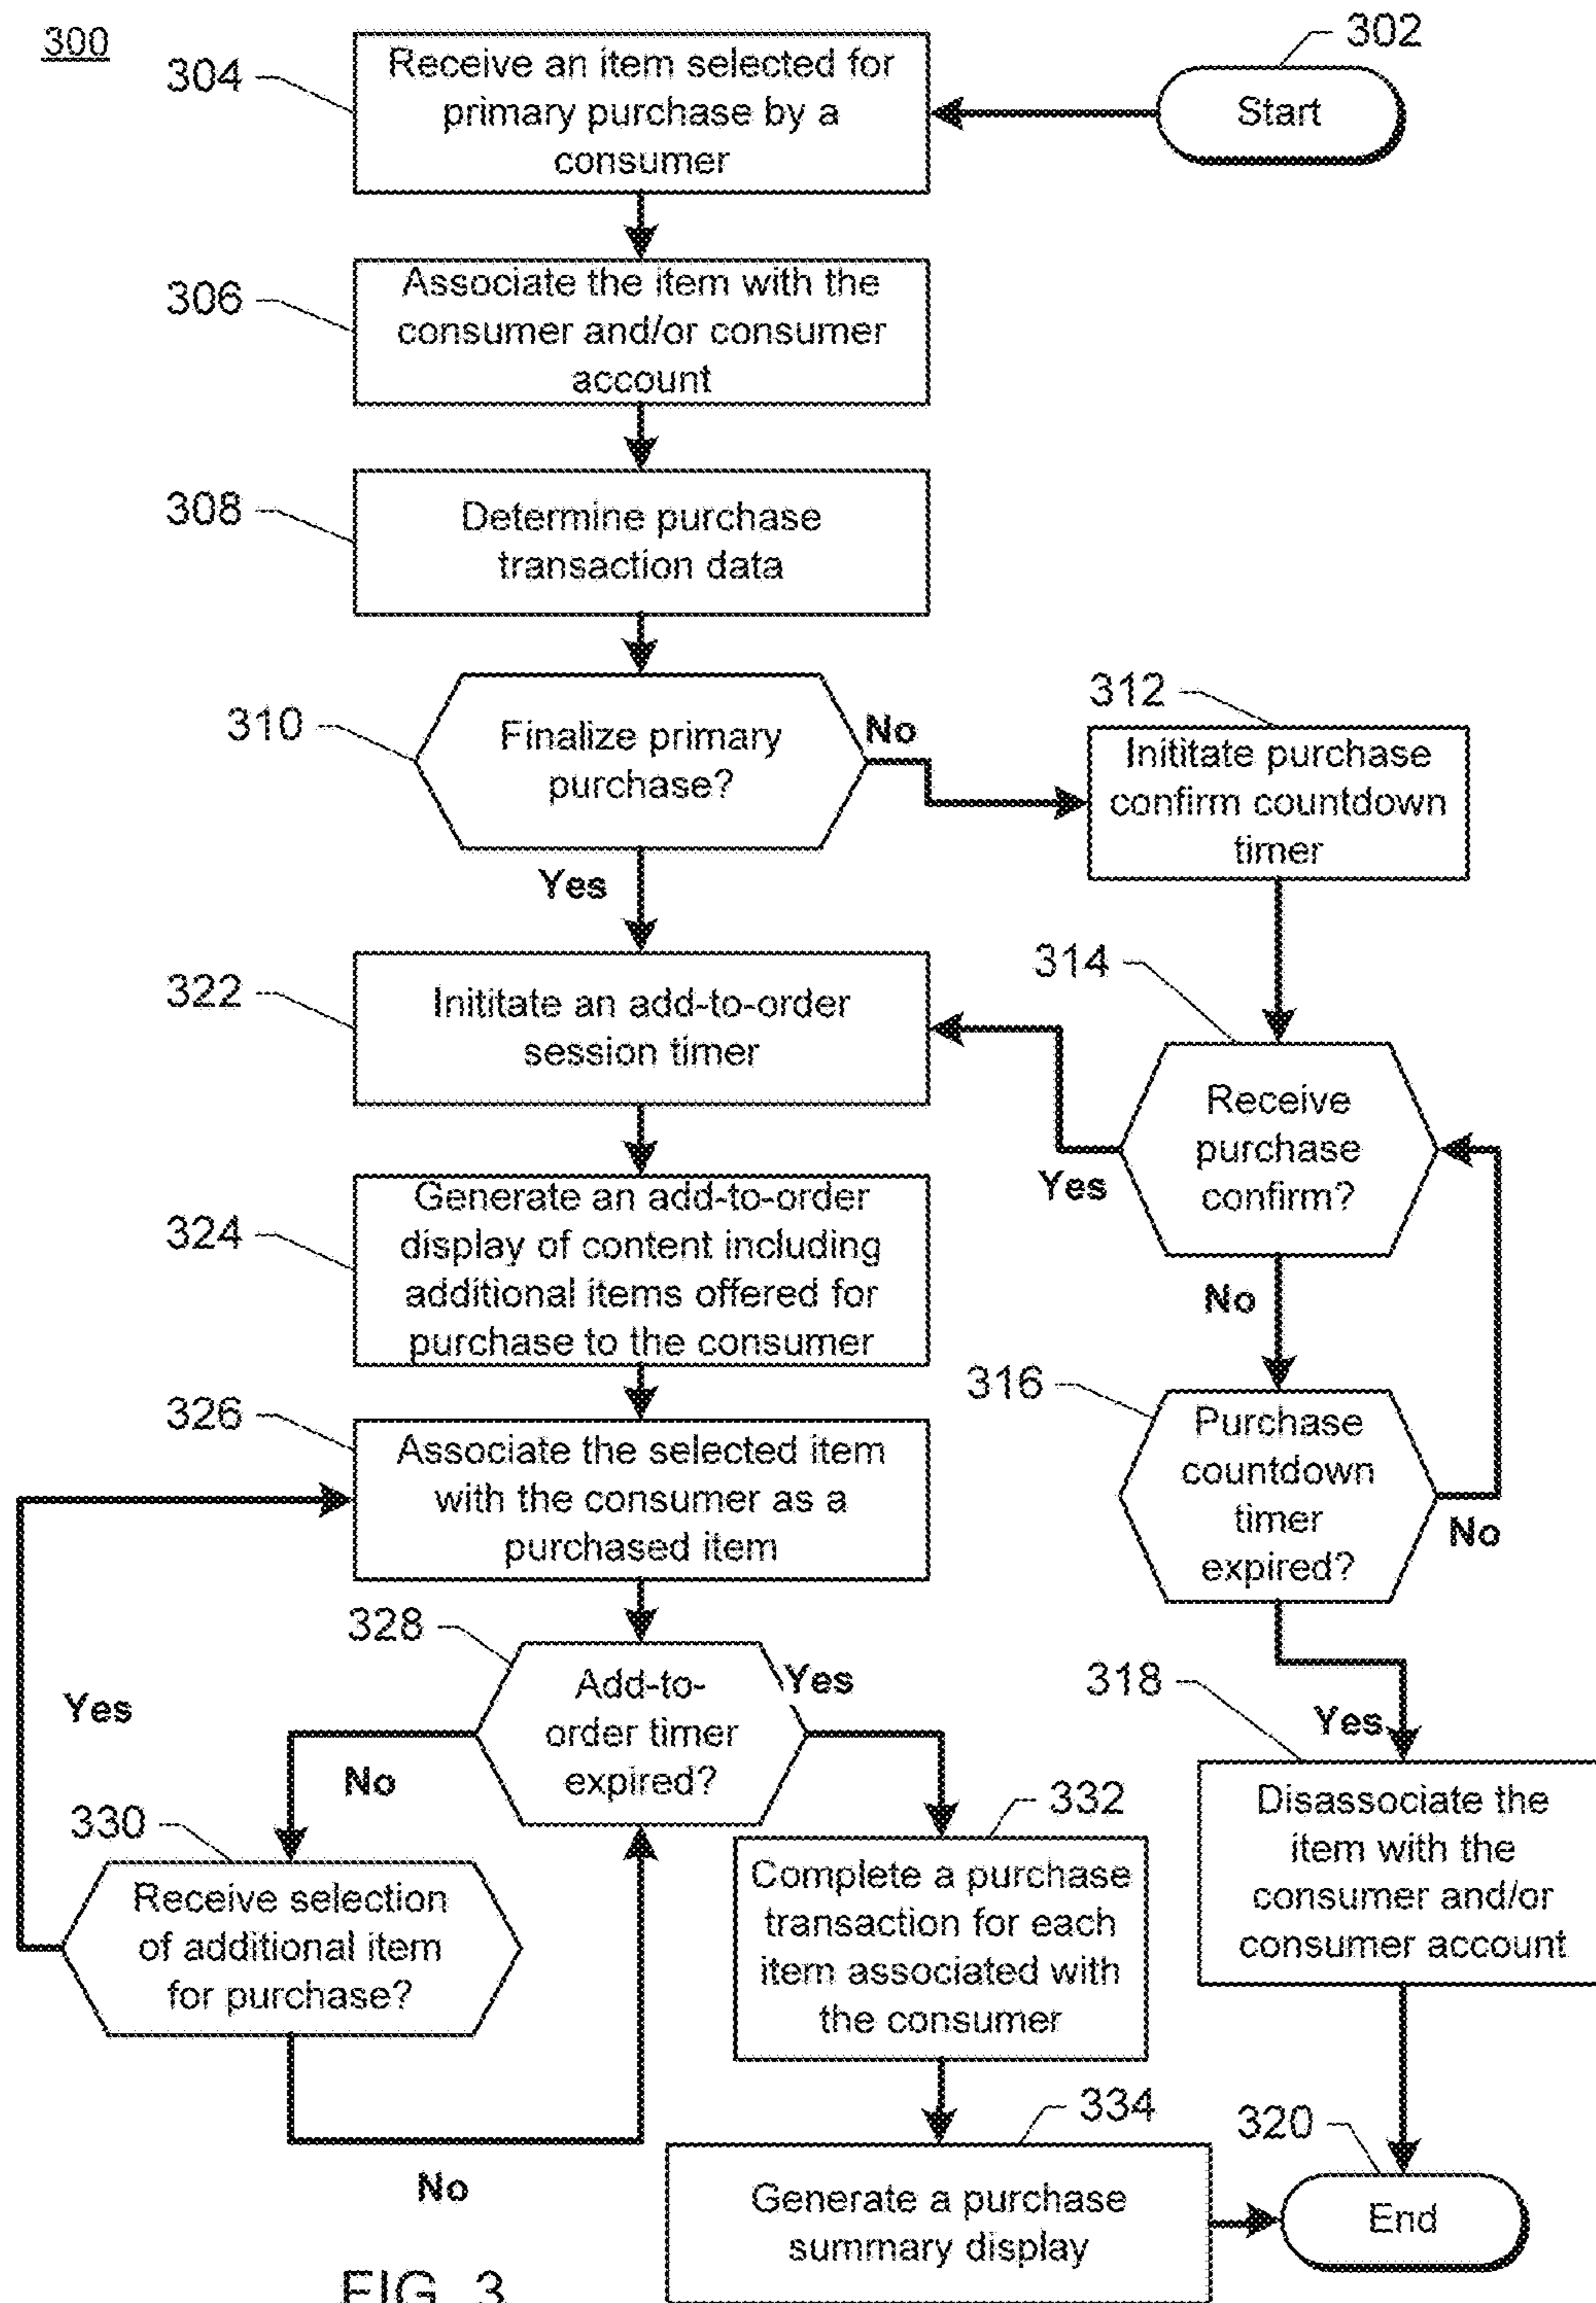 300
302
Start
304
Receive an item selected for
primary purchase by a
consumer
306
Associate the item with the
consumer and/or consumer
account
308
Determine purchase
transaction data
310
Finalize primary
purchase?
No
Yes
312
Inititate purchase
confirm countdown
timer
322
Inititate an add-to-order
session timer
314
Receive
purchase
confirm?
Yes
No
324
Generate an add-to-order
display of content including
additional items offered for
purchase to the consumer
316
Purchase
countdown
timer
expired?
No
Yes
326
Associate the selected item
with the consumer as a
purchased item
328
Add-to-
order timer
expired?
Yes
No
318
Disassociate the
item with the
consumer and/or
consumer account
330
Receive selection
of additional item
for purchase?
Yes
No
332
Complete a purchase
transaction for each
item associated with
the consumer
334
Generate a purchase
summary display
320
End
FIG. 3